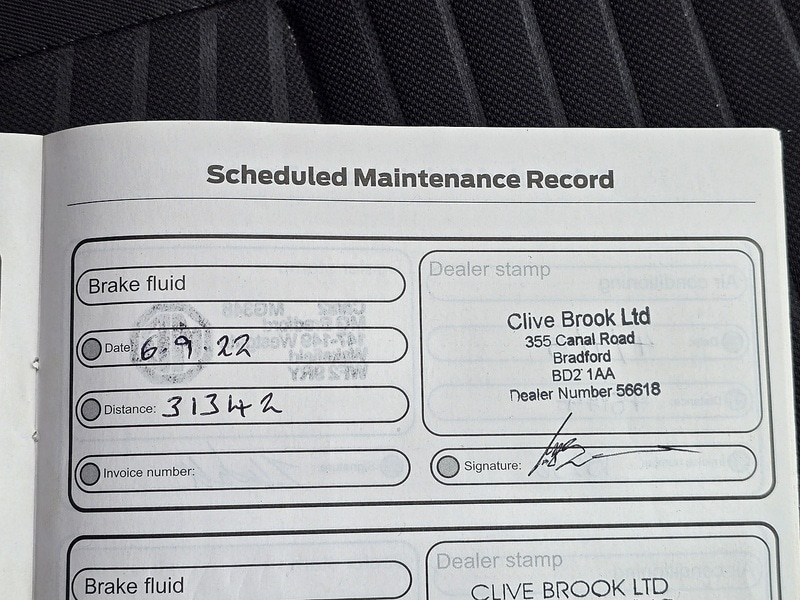 Scheduled Maintenance Record
Brake fluid
Date: 6.9 22
Distance: 31342
Invoice number:
Dealer stamp
Clive Brook Ltd
355 Canal Road
Bradford
BD2 1AA
Dealer Number 56618
Signature:
Brake fluid
Dealer stamp
CLIVE BROOK LTD